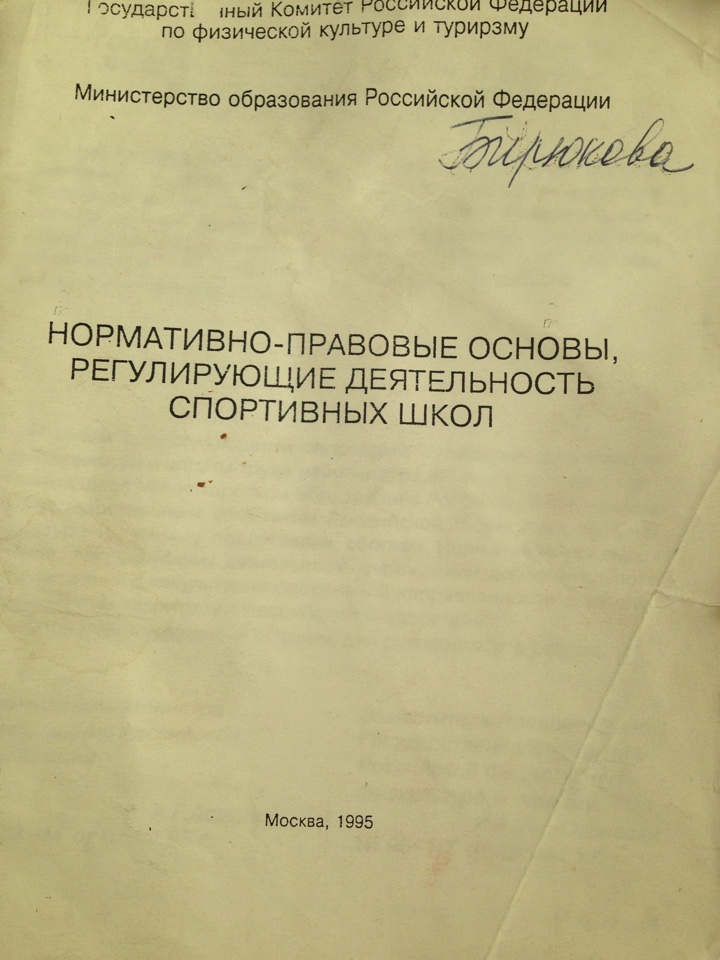 Государственный Комитет Российской Федерации
по физической культуре и турирзму
Министерство образования Российской Федерации
Бирюкова
НОРМАТИВНО-ПРАВОВЫЕ ОСНОВЫ,
РЕГУЛИРУЮЩИЕ ДЕЯТЕЛЬНОСТЬ
СПОРТИВНЫХ ШКОЛ
Москва, 1995